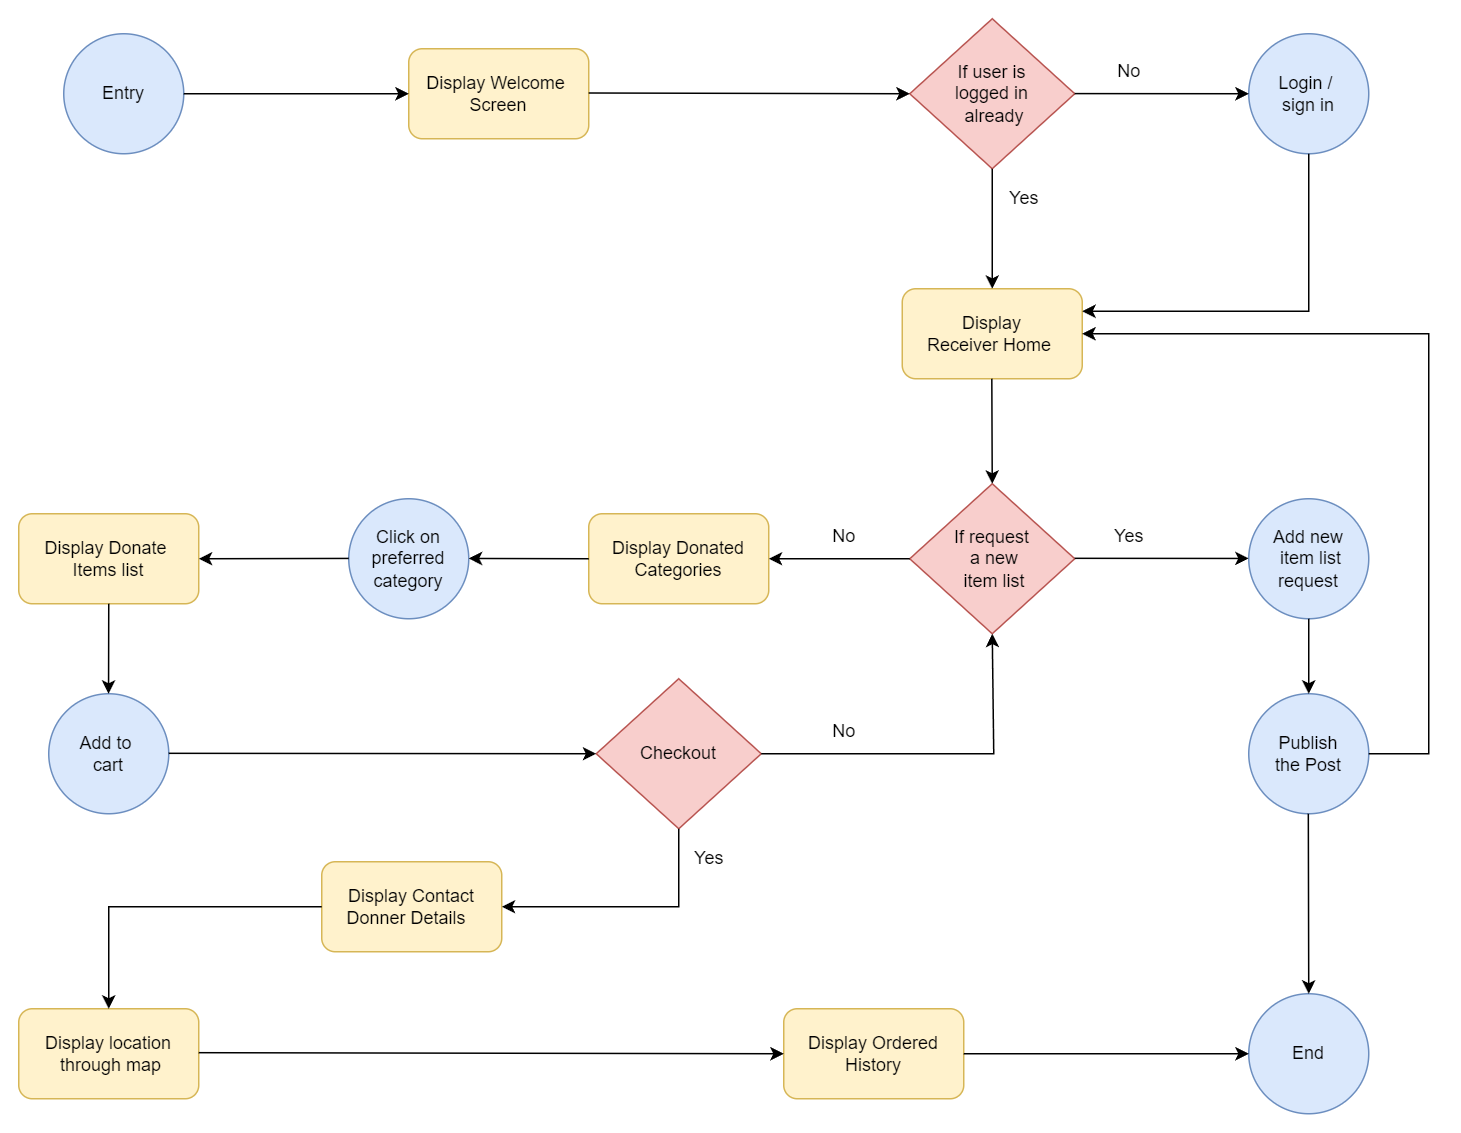 Entry
Display Welcome
Screen
If user is
logged in
already
No
Login /
sign in
Yes
Display
Receiver Home
Display Donate
Items list
Click on
preferred
category
Display Donated
Categories
No
If request
a new
item list
Yes
Add new
item list
request
Add to
cart
Checkout
No
Publish
the Post
Yes
Display Contact
Donner Details
Display location
through map
Display Ordered
History
End